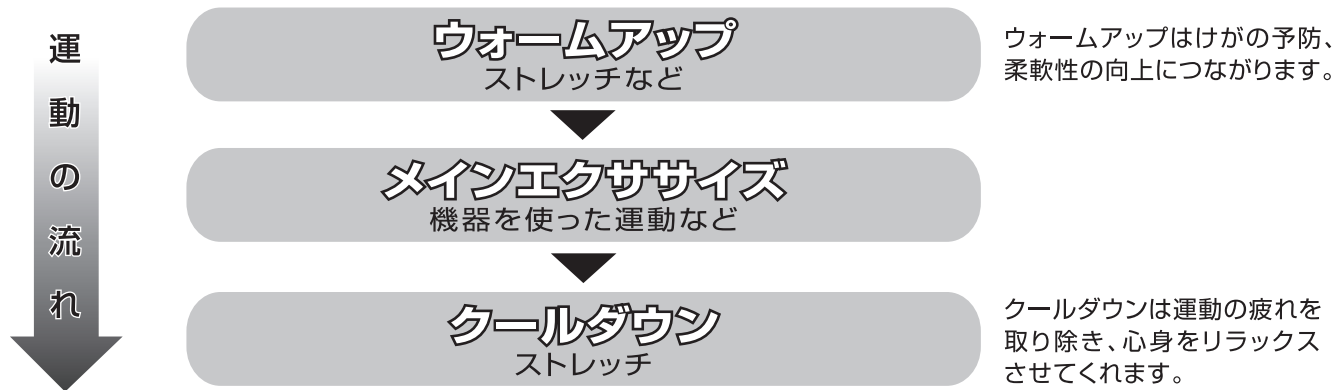 運動の流れ
ウォームアップ
ストレッチなど
ウォームアップはけがの予防、
柔軟性の向上につながります。
メインエクササイズ
機器を使った運動など
クールダウン
ストレッチ
クールダウンは運動の疲れを
取り除き、心身をリラックス
させてくれます。